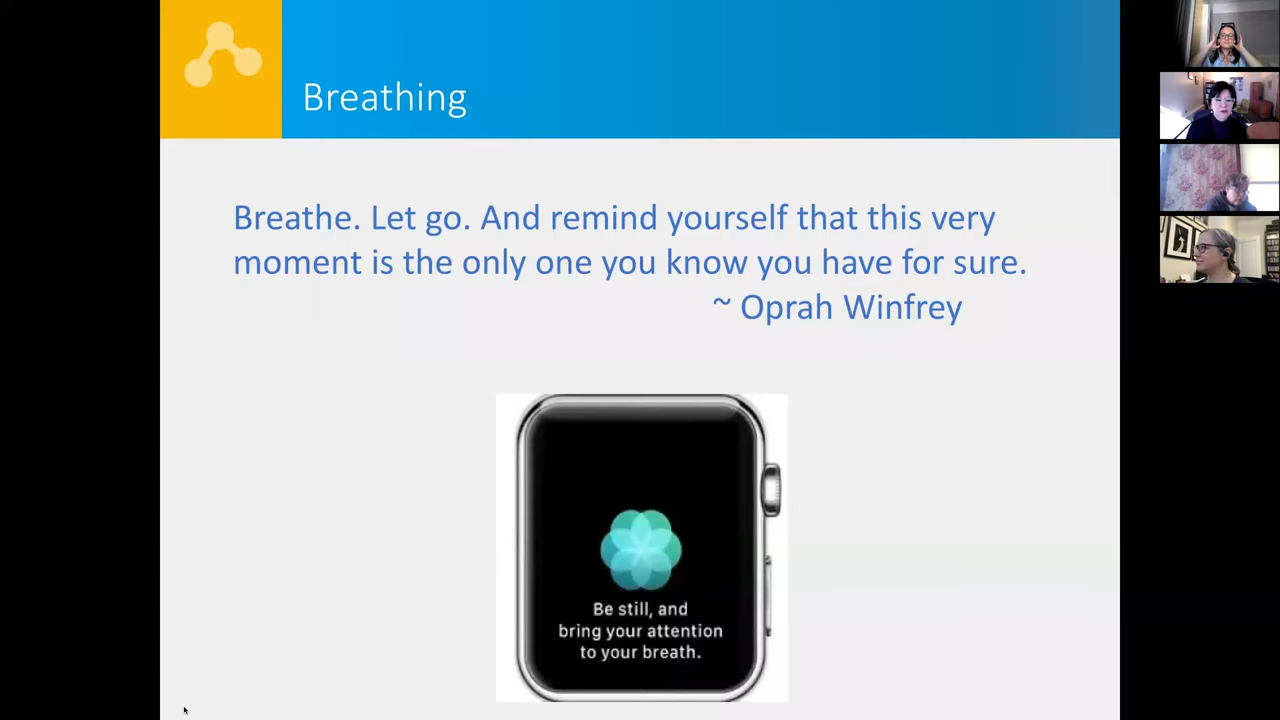 Breathing
Breathe. Let go. And remind yourself that this very
moment is the only one you know you have for sure.
~ Oprah Winfrey
Be still, and
bring your attention
to your breath.